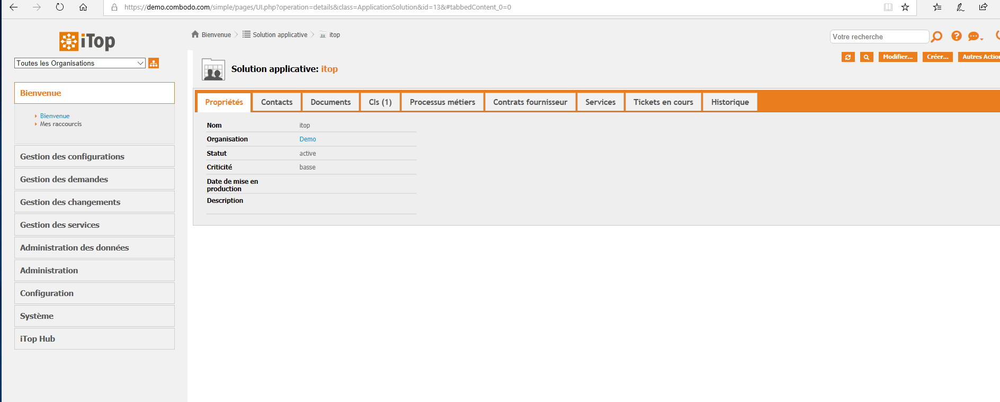 https://demo.combodo.com/simple/pages/UI.php?operation=details&class=ApplicationSolution&id=13&#tabbedContent_0=0
iTop
Bienvenue
Solution applicative
itop
Votre recherche
Toutes les Organisations
Modifier...
Créer...
Autres Action
Solution applicative: itop
Bienvenue
Bienvenue
Mes raccourcis
Gestion des configurations
Gestion des demandes
Gestion des changements
Gestion des services
Administration des données
Administration
Configuration
Système
iTop Hub
Propriétés
Contacts
Documents
CIs (1)
Processus métiers
Contrats fournisseur
Services
Tickets en cours
Historique
Nom itop
Organisation Demo
Statut active
Criticité basse
Date de mise en
production
Description